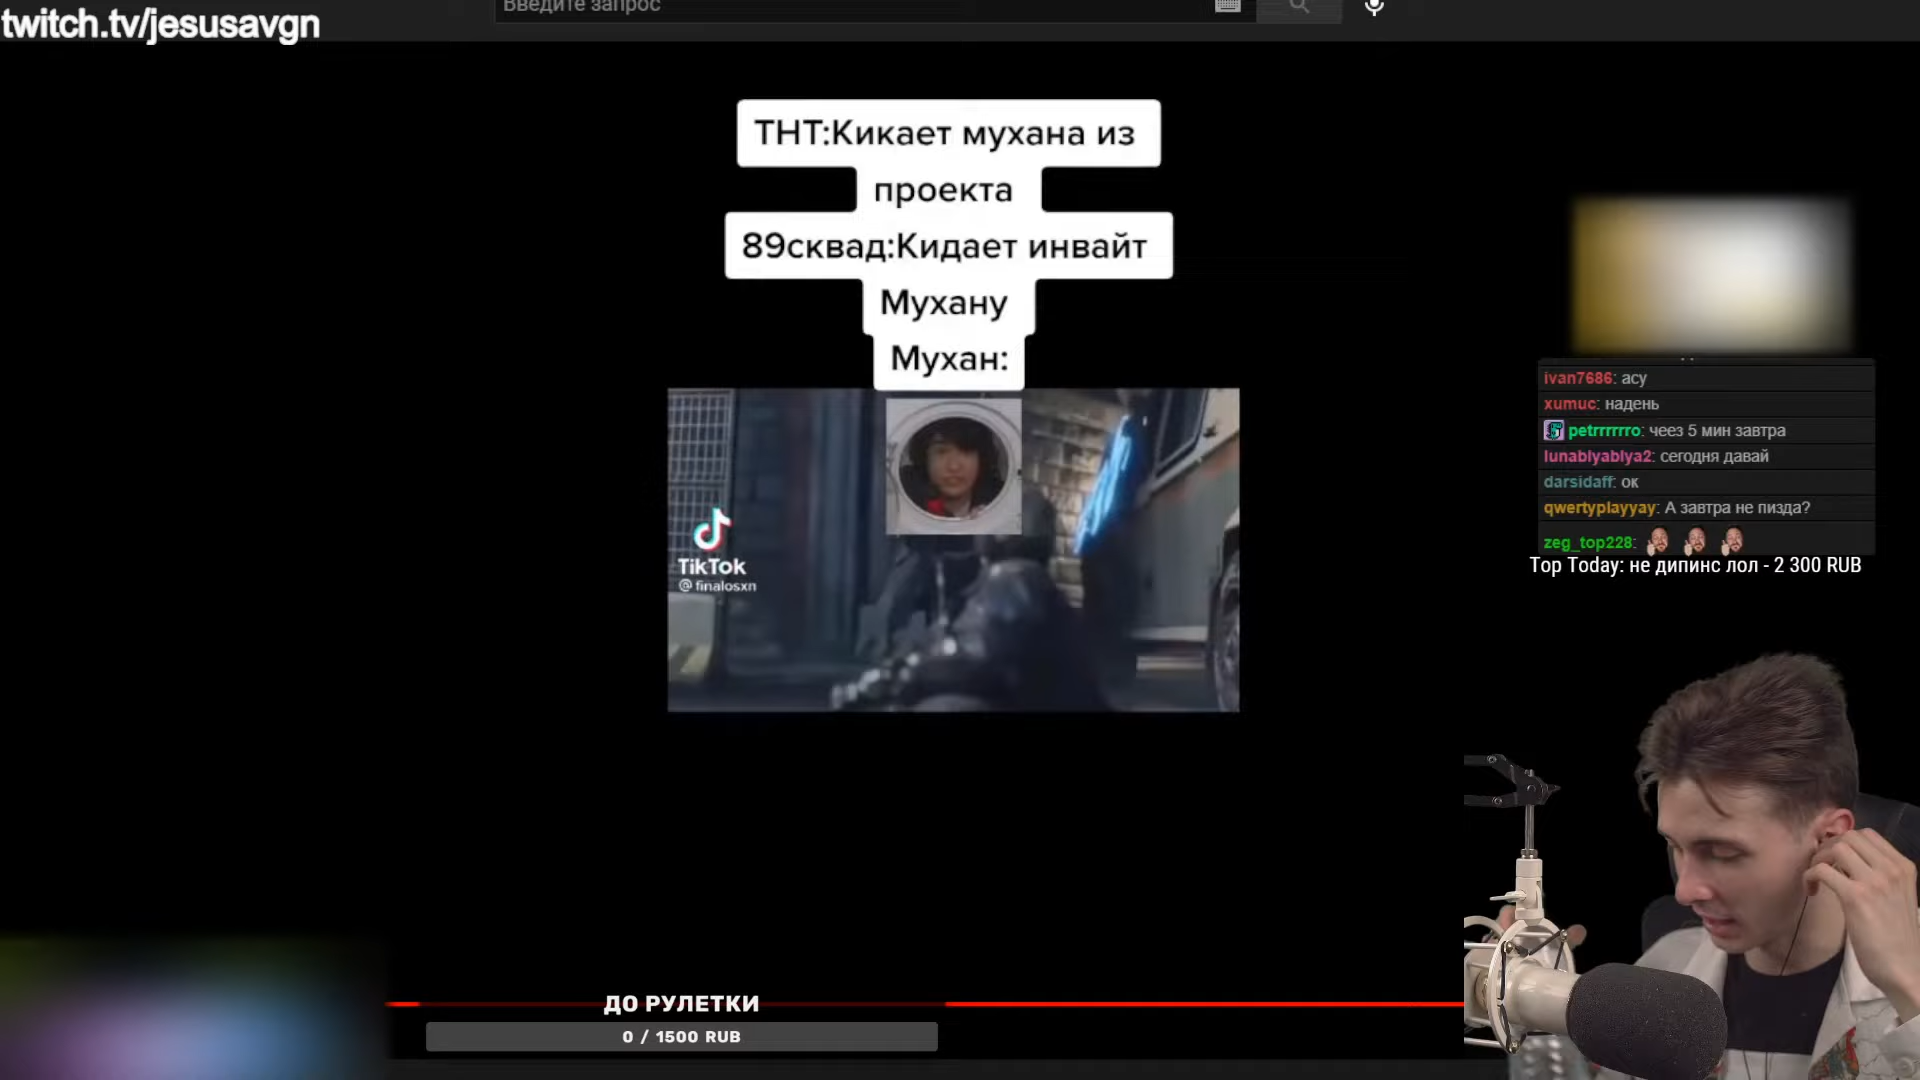 twitch.tv/jesusavgn
Введите запрос
ТНТ:Кикает мухана из
проекта
89сквад:Кидает инвайт
Мухану
Мухан:
TikTok
@finalosxn
ivan7686: асу
xumuc: надень
petrrrrrro: чеез 5 мин завтра
lunablyablya2: сегодня давай
darsidaff: ок
qwertyplayyay: А завтра не пизда?
zeg_top228:
Top Today: не дипинс лол - 2 300 RUB
ДО РУЛЕТКИ
0 / 1500 RUB